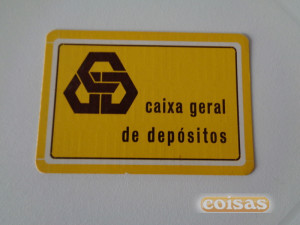 caixa geral
de depósitos
coisas